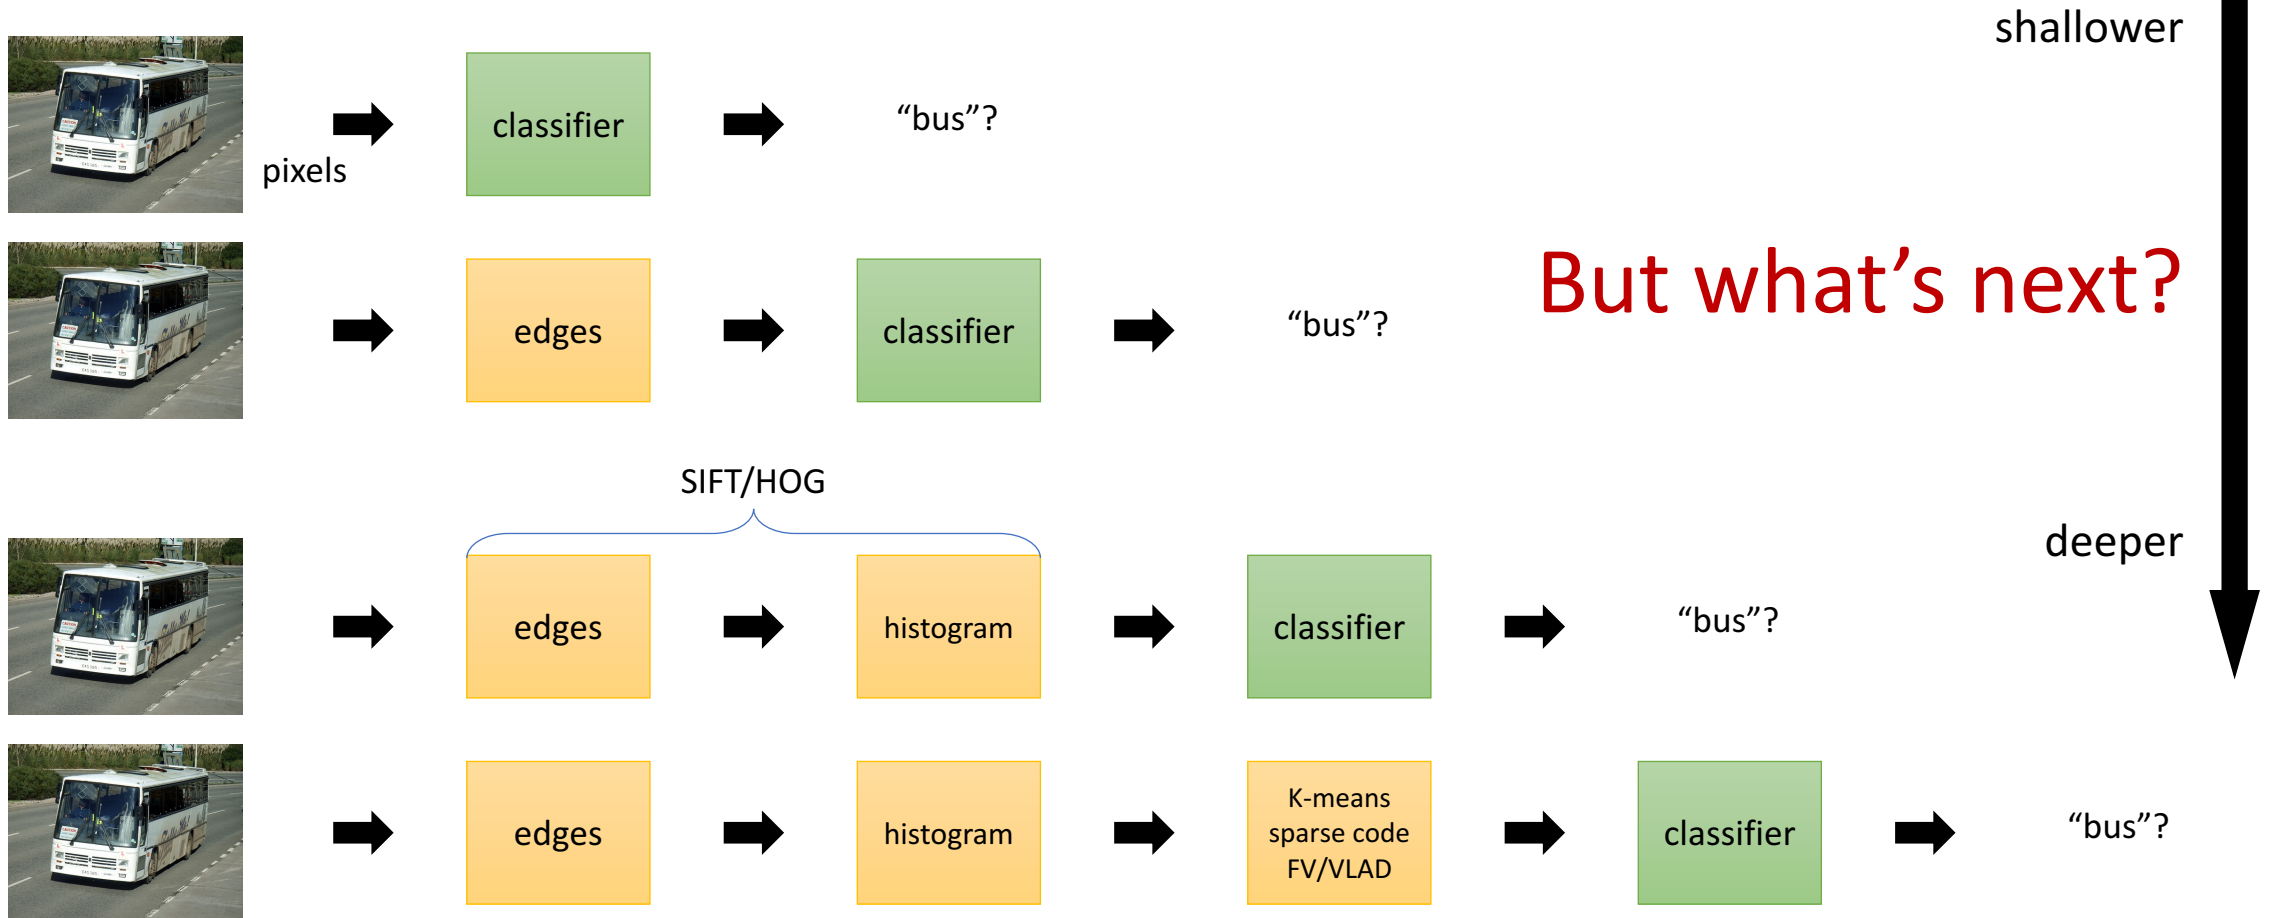 shallower
classifier
“bus”?
pixels
But what’s next?
edges
classifier
“bus”?
SIFT/HOG
deeper
edges
histogram
classifier
“bus”?
edges
histogram
K-means
sparse code
FV/VLAD
classifier
“bus”?